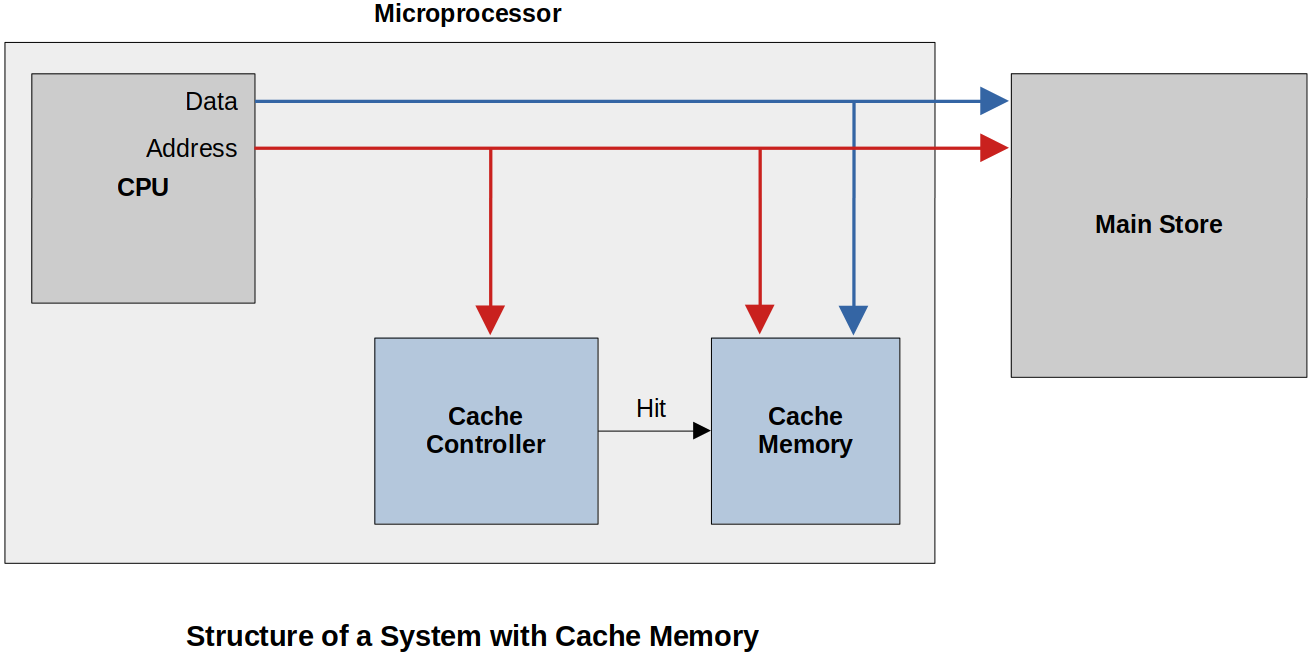 Microprocessor
Data
Address
CPU
Main Store
Cache
Controller
Hit
Cache
Memory
Structure of a System with Cache Memory